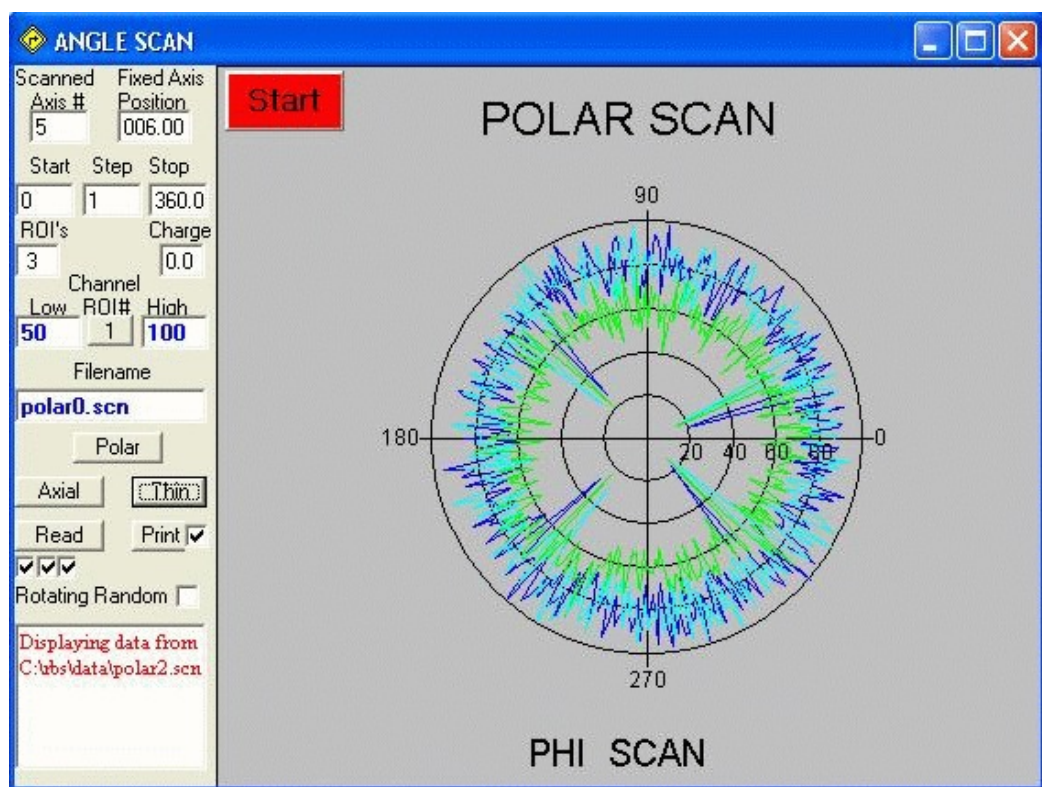 ANGLE SCAN
Scanned Fixed Axis
Axis # Position
5 006.00
Start Step Stop
0 1 360.0
ROI's Charge
3 0.0
Channel
Low ROI# High
50 1 100
Filename
polar0.scn
Polar
Axial Thin
Read Print
Rotating Random
Displaying data from
C:\rbs\data\polar2.scn
Start
POLAR SCAN
90
180 0
20 40 60 80
270
PHI SCAN